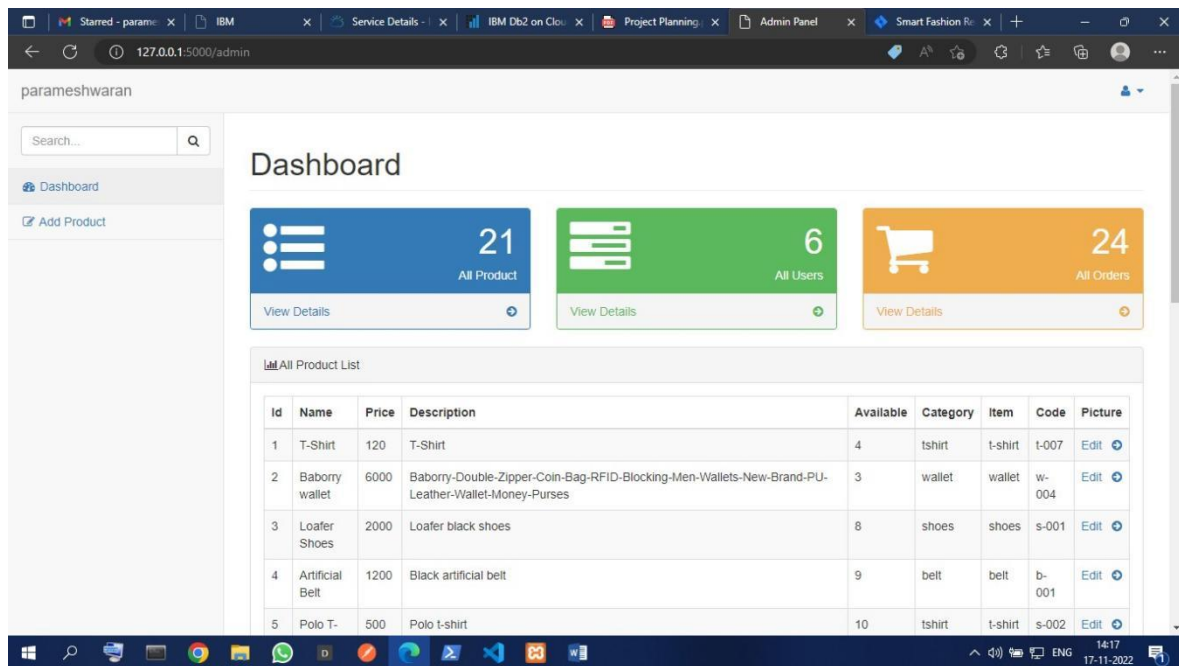 Starred - parame
IBM
Service Details -
IBM Db2 on Clou
Project Planning.
Admin Panel
Smart Fashion Re
127.0.0.1:5000/admin
parameshwaran
Search...
Dashboard
Add Product
Dashboard
21
All Product
View Details
6
All Users
View Details
24
All Orders
View Details
All Product List
Id Name Price Description Available Category Item Code Picture
1 T-Shirt 120 T-Shirt 4 tshirt t-shirt t-007 Edit
2 Baborry 6000 Baborry-Double-Zipper-Coin-Bag-RFID-Blocking-Men-Wallets-New-Brand-PU- 3 wallet wallet w- Edit
wallet Leather-Wallet-Money-Purses 004
3 Loafer 2000 Loafer black shoes 8 shoes shoes s-001 Edit
Shoes
4 Artificial 1200 Black artificial belt 9 belt belt b- Edit
Belt 001
5 Polo T- 500 Polo t-shirt 10 tshirt t-shirt s-002 Edit
ENG
14:17
17-11-2022